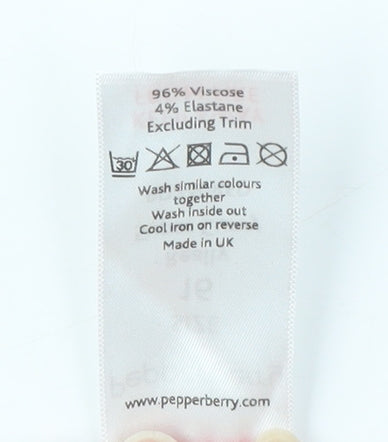 96% Viscose
4% Elastane
Excluding Trim
30
Wash similar colours
together
Wash inside out
Cool iron on reverse
Made in UK
16
www.pepperberry.com